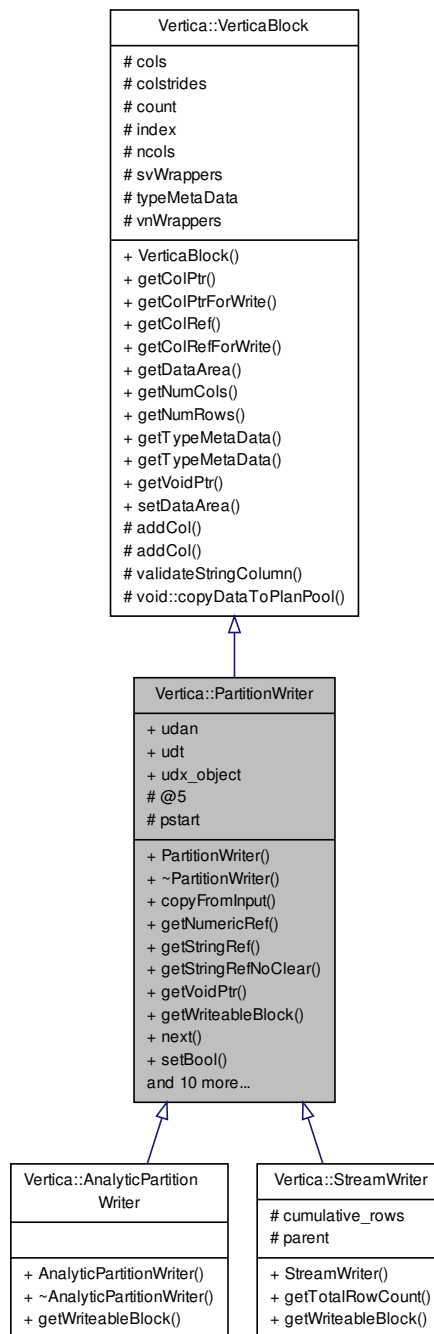 Vertica::VerticaBlock
# cols
# colstrides
# count
# index
# ncols
# svWrappers
# typeMetaData
# vnWrappers
+ VerticaBlock()
+ getColPtr()
+ getColPtrForWrite()
+ getColRef()
+ getColRefForWrite()
+ getDataArea()
+ getNumCols()
+ getNumRows()
+ getTypeMetaData()
+ getTypeMetaData()
+ getVoidPtr()
+ setDataArea()
# addCol()
# addCol()
# validateStringColumn()
# void::copyDataToPlanPool()
Vertica::PartitionWriter
+ udan
+ udt
+ udx_object
# @5
# pstart
+ PartitionWriter()
+ ~PartitionWriter()
+ copyFromInput()
+ getNumericRef()
+ getStringRef()
+ getStringRefNoClear()
+ getVoidPtr()
+ getWriteableBlock()
+ next()
+ setBool()
and 10 more...
Vertica::AnalyticPartition
Writer
+ AnalyticPartitionWriter()
+ ~AnalyticPartitionWriter()
+ getWriteableBlock()
Vertica::StreamWriter
# cumulative_rows
# parent
+ StreamWriter()
+ getTotalRowCount()
+ getWriteableBlock()